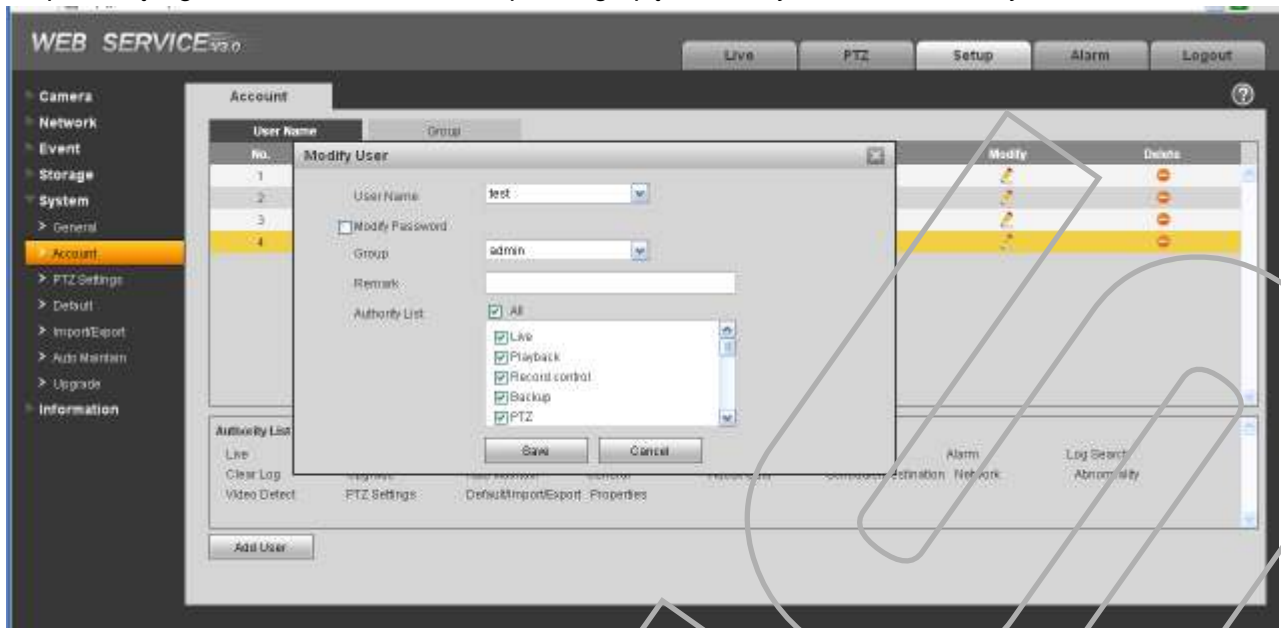 WEB SERVICE V3.0
Live PTZ Setup Alarm Logout
Camera
Network
Event
Storage
System
> General
> Account
> PTZ Settings
> Default
> Import/Export
> Auto Maintain
> Upgrade
Information
Account
User Name Group
No. Modify Delete
1
2
3
4
Modify User
User Name test
Modify Password
Group admin
Remark
Authority List All
Live
Playback
Record control
Backup
PTZ
Save Cancel
Authority List
Live Alarm Log Search
Clear Log Network Abnormality
Video Detect PTZ Settings Default/Import/Export Properties
Add User